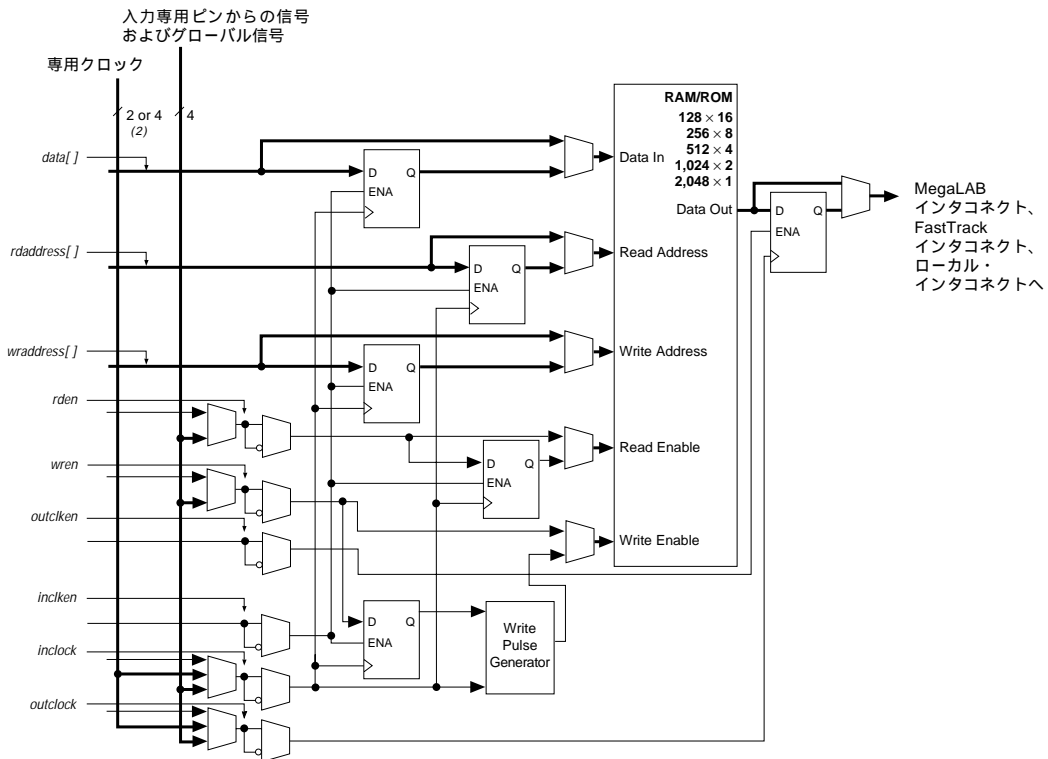 入力専用ピンからの信号
およびグローバル信号
専用クロック
2 or 4
(2)
4
RAM/ROM
128 × 16
256 × 8
512 × 4
1,024 × 2
2,048 × 1
data[ ]
D Q
ENA
Data In
Data Out
D Q
ENA
MegaLAB
インタコネクト、
FastTrack
インタコネクト、
ローカル・
インタコネクトへ
rdaddress[ ]
D Q
ENA
Read Address
wraddress[ ]
D Q
ENA
Write Address
rden
D Q
ENA
Read Enable
wren
outclken
Write Enable
inclken
D Q
ENA
Write
Pulse
Generator
inclock
outclock